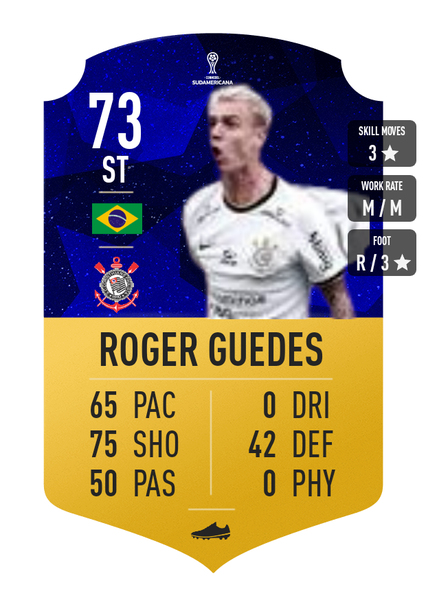 CONMEBOL
SUDAMERICANA
73
ST
SKILL MOVES
3 ★
WORK RATE
M / M
FOOT
R / 3 ★
ROGER GUEDES
65 PAC
0 DRI
75 SHO
42 DEF
50 PAS
0 PHY